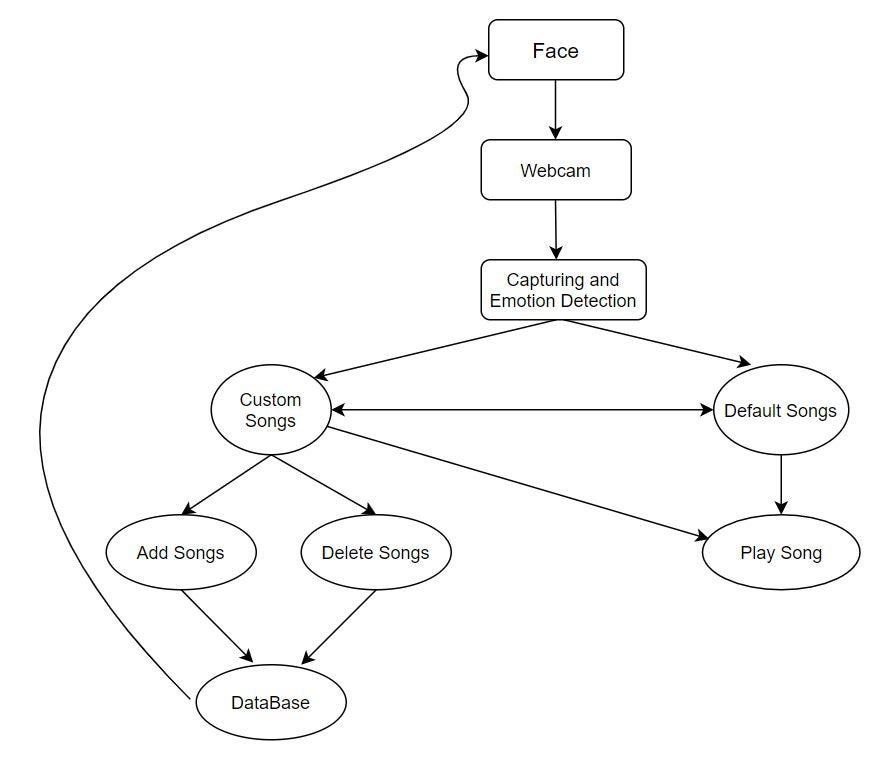 Face
Webcam
Capturing and
Emotion Detection
Custom
Songs
Default Songs
Add Songs
Delete Songs
Play Song
DataBase